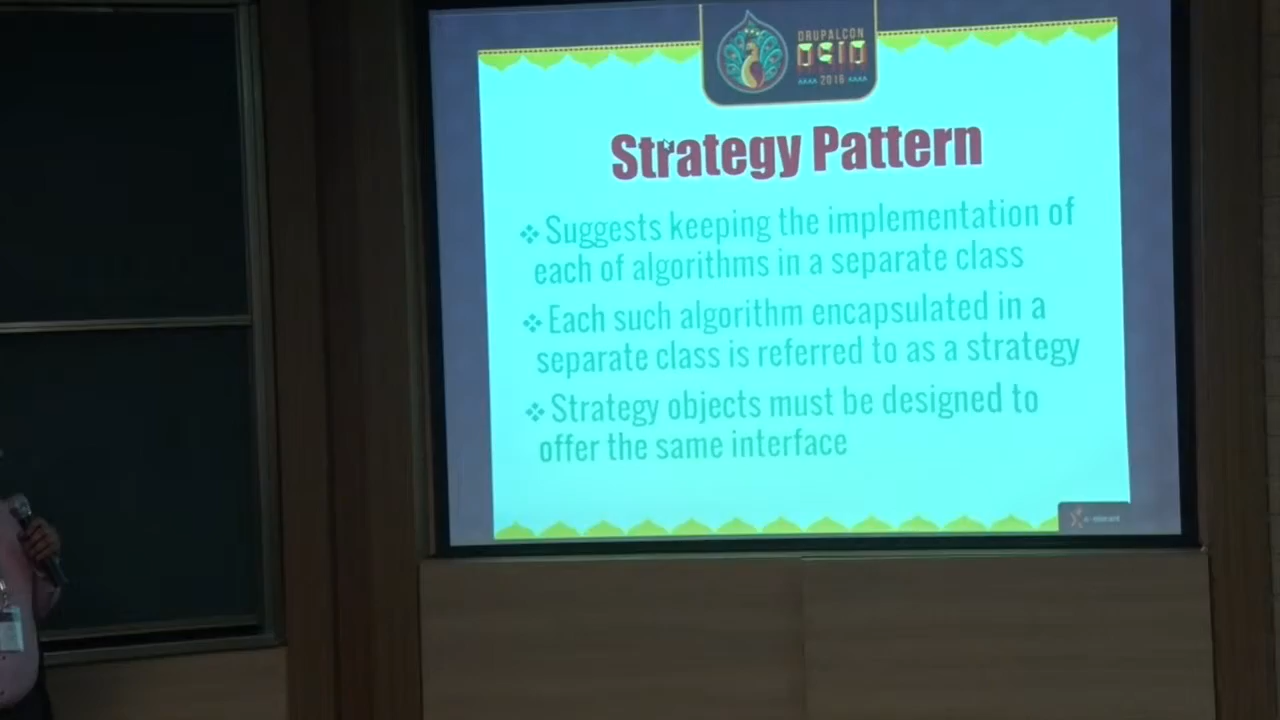 DRUPALCON
ASIA
2016
Strategy Pattern
❖ Suggests keeping the implementation of
each of algorithms in a separate class
❖ Each such algorithm encapsulated in a
separate class is referred to as a strategy
❖ Strategy objects must be designed to
offer the same interface